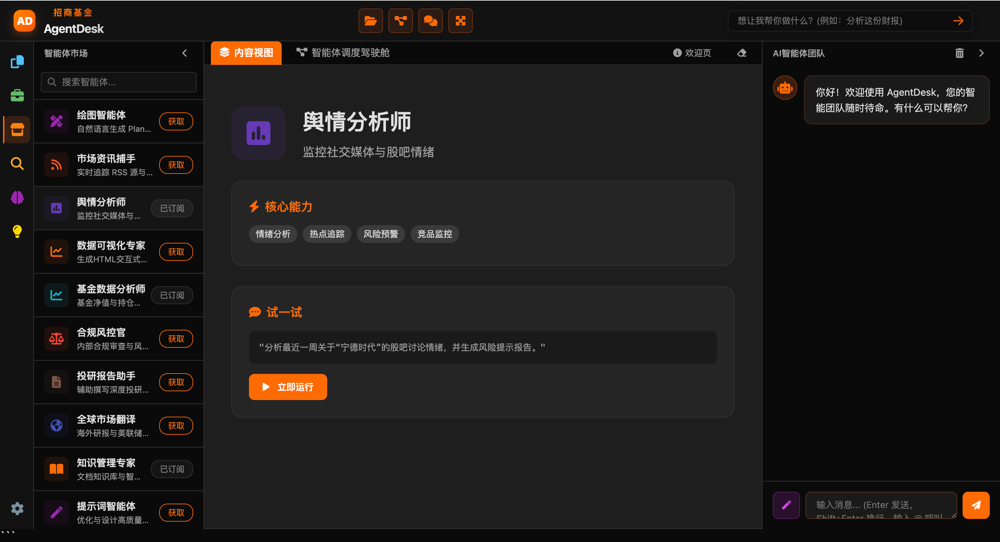 AD
招商基金
AgentDesk
想让我帮你做什么？(例如：分析这份财报)
智能体市场
搜索智能体...
绘图智能体
自然语言生成 Plan...
获取
市场资讯捕手
实时追踪 RSS 源与...
获取
舆情分析师
监控社交媒体与...
已订阅
数据可视化专家
生成HTML交互式...
获取
基金数据分析师
基金净值与持仓...
已订阅
合规风控官
内部合规审查与风...
获取
投研报告助手
辅助撰写深度投研...
获取
全球市场翻译
海外研报与美联储...
获取
知识管理专家
文档知识库与智...
已订阅
提示词智能体
优化与设计高质量...
获取
内容视图
智能体调度驾驶舱
欢迎页
舆情分析师
监控社交媒体与股吧情绪
核心能力
情绪分析
热点追踪
风险预警
竞品监控
试一试
"分析最近一周关于“宁德时代”的股吧讨论情绪，并生成风险提示报告。"
立即运行
AI智能体团队
你好！欢迎使用 AgentDesk，您的智
能团队随时待命。有什么可以帮你？
输入消息... (Enter 发送，
Shift+Enter 换行，输入 @ 呼叫
```